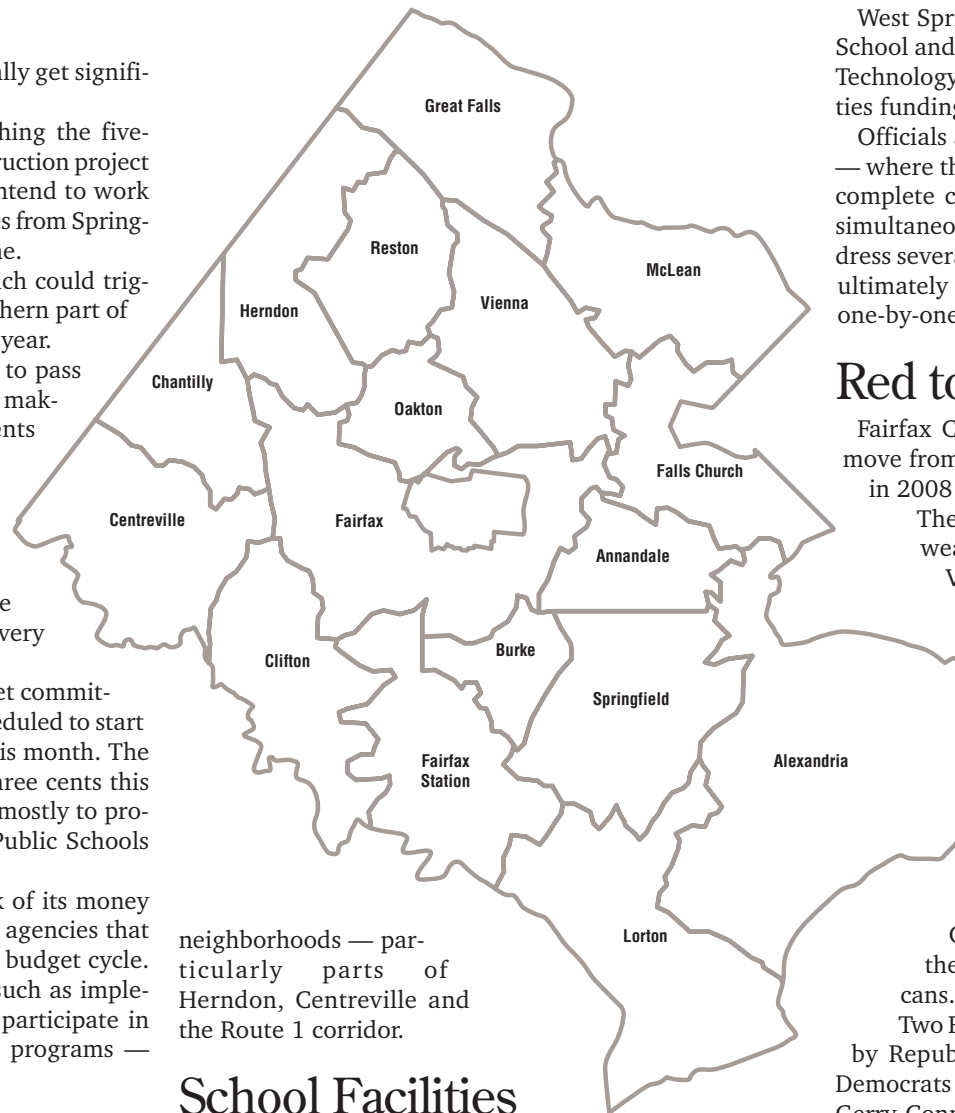 ally get signifi-
hing the five-
ruction project
ntend to work
s from Spring-
ne.
ich could trig-
thern part of
year.
to pass
mak-
ents
e
very
et commit-
eduled to start
is month. The
hree cents this
mostly to pro-
Public Schools
k of its money
agencies that
budget cycle.
such as imple-
participate in
programs —
Great Falls
Reston
McLean
Herndon
Vienna
Chantilly
Oakton
Falls Church
Centreville
Fairfax
Annandale
Burke
Clifton
Springfield
Fairfax
Station
Alexandria
Lorton
neighborhoods — par-
ticularly parts of
Herndon, Centreville and
the Route 1 corridor.
School Facilities
West Spri
School and
Technology
ties funding
Officials a
— where th
complete c
simultaneo
dress severa
ultimately
one-by-one
Red to
Fairfax C
move from
in 2008
The
wea
V
C
the
cans.
Two R
by Repub
Democrats
Gerry Conn